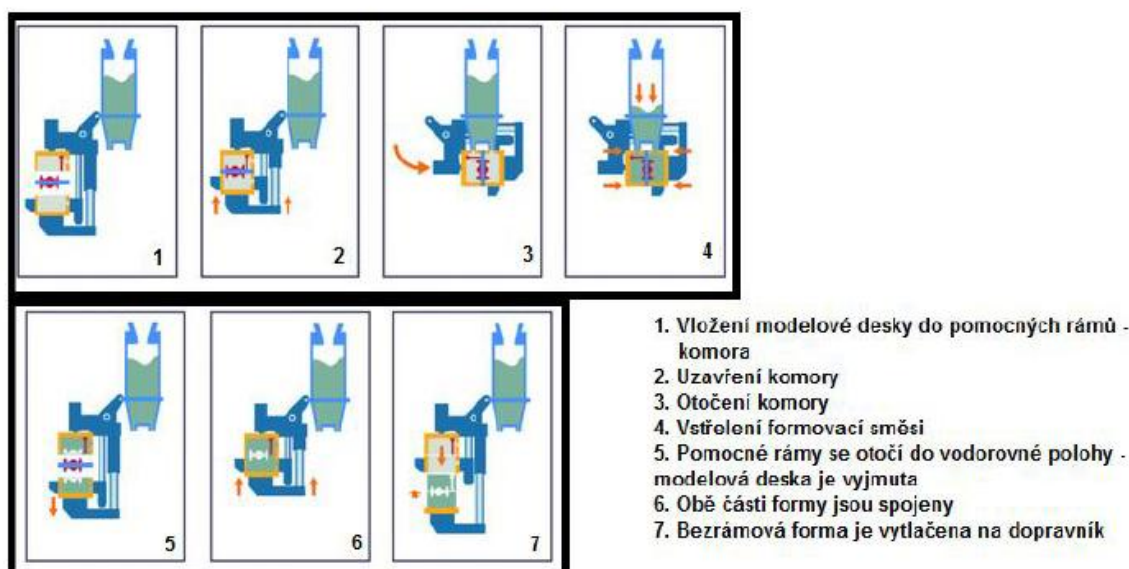 1
2
3
4
5
6
7
1. Vložení modelové desky do pomocných rámů -
komora
2. Uzavření komory
3. Otočení komory
4. Vstřelení formovací směsi
5. Pomocné rámy se otočí do vodorovné polohy -
modelová deska je vyjmuta
6. Obě části formy jsou spojeny
7. Bezrámová forma je vytlačena na dopravník